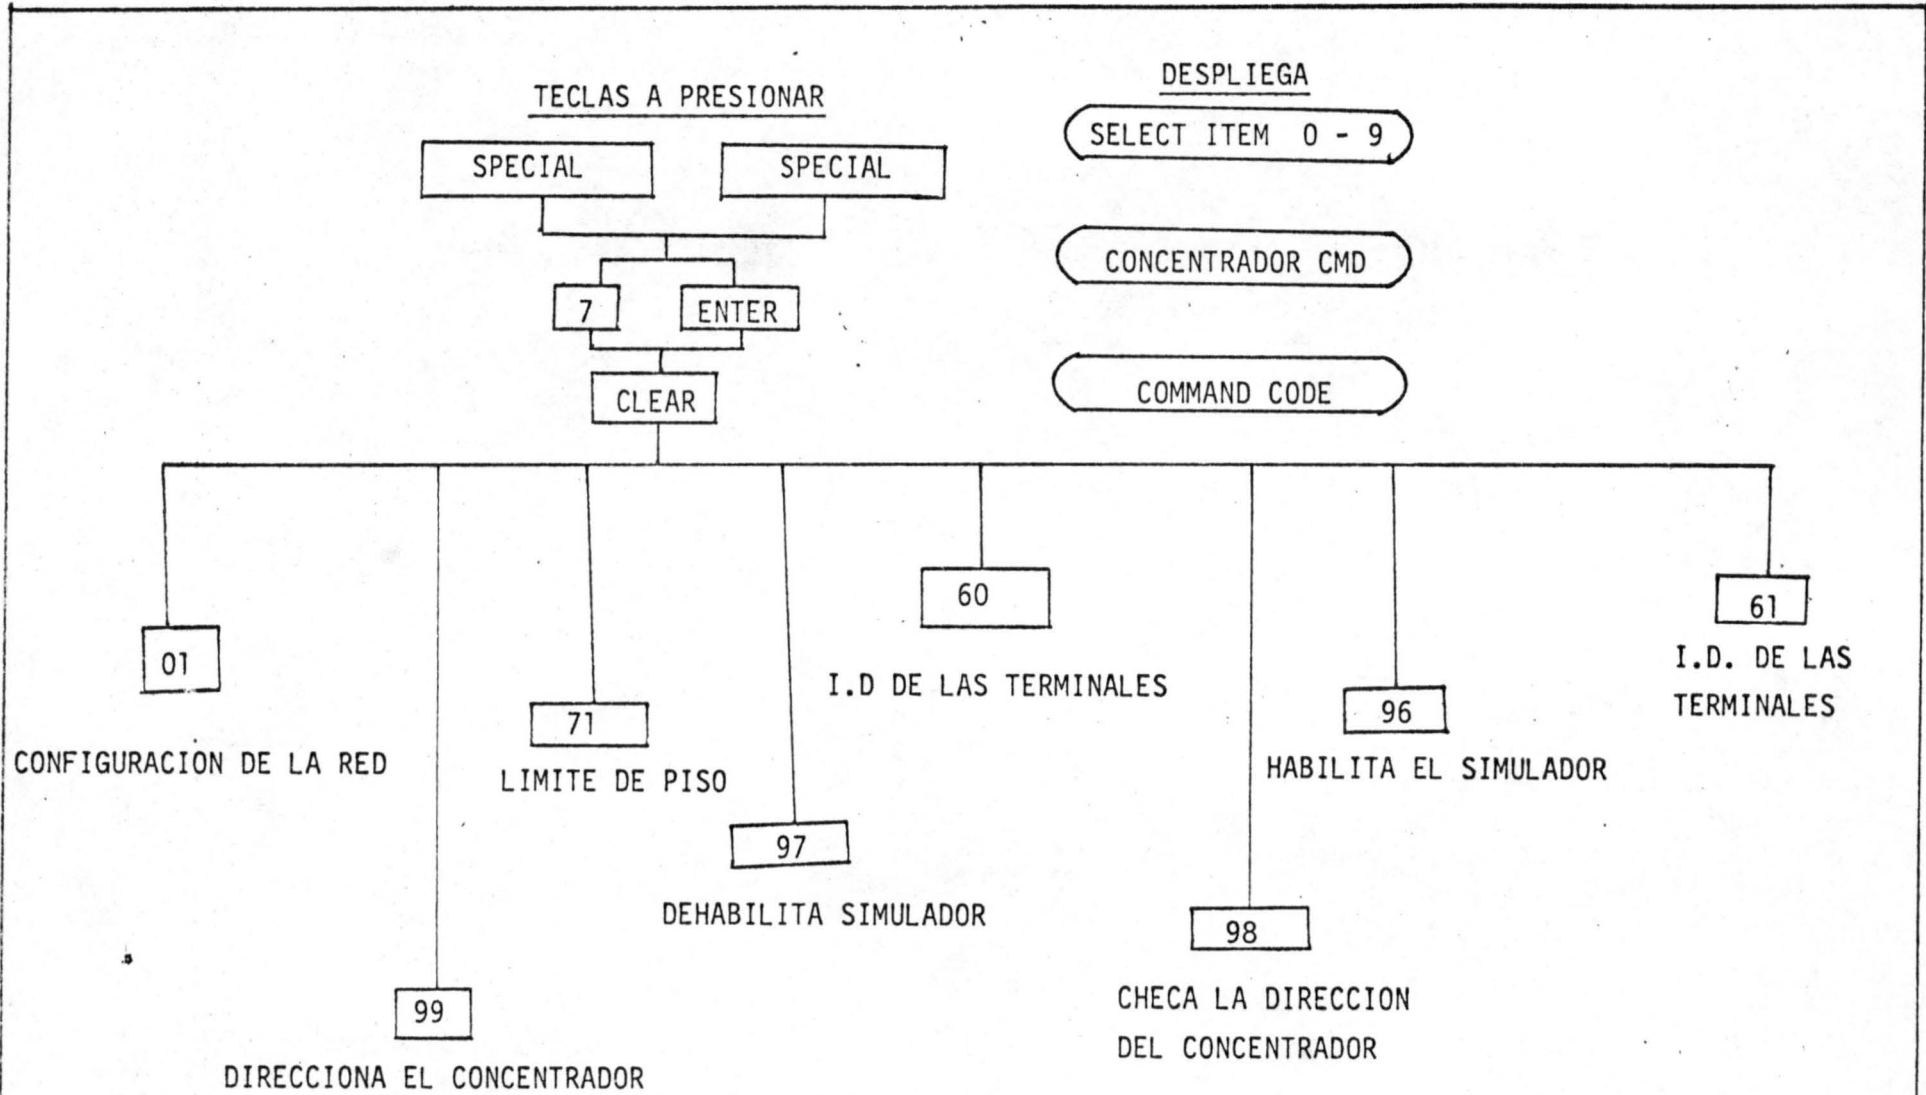 DESPLIEGA
TECLAS A PRESIONAR
SELECT ITEM 0 - 9
SPECIAL SPECIAL
CONCENTRADOR CMD
7 ENTER
COMMAND CODE
CLEAR
60
61
01
I.D. DE LAS
TERMINALES
I.D DE LAS TERMINALES
71
96
CONFIGURACION DE LA RED
LIMITE DE PISO
HABILITA EL SIMULADOR
97
DEHABILITA SIMULADOR
98
99
CHECA LA DIRECCION
DEL CONCENTRADOR
DIRECCIONA EL CONCENTRADOR